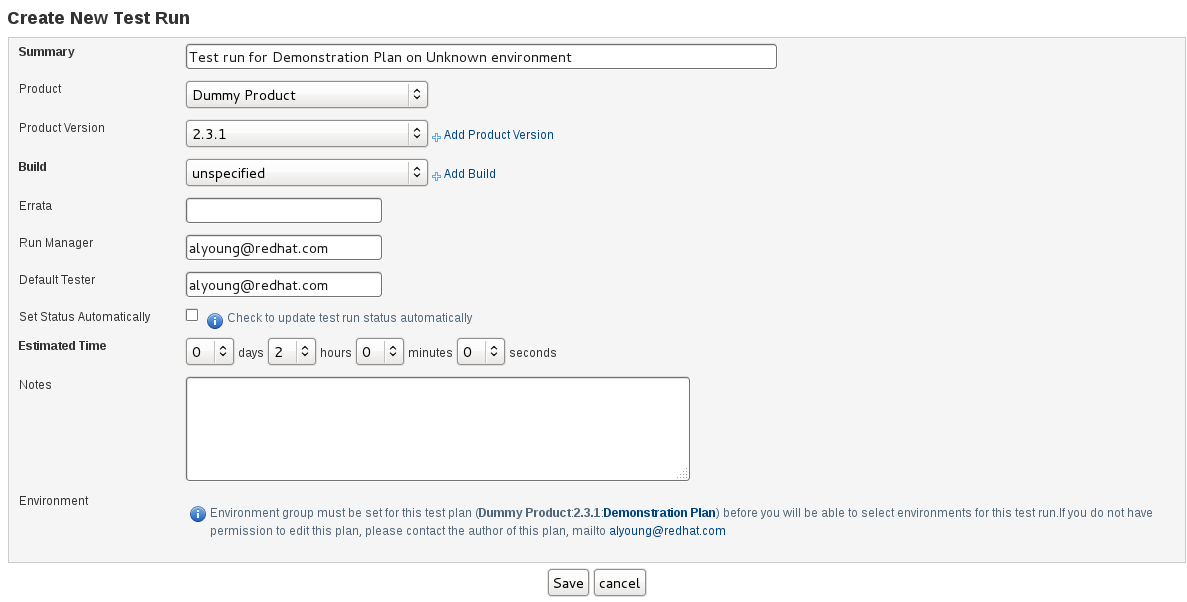 Create New Test Run
Summary
Test run for Demonstration Plan on Unknown environment
Product
Dummy Product
Product Version
2.3.1
Add Product Version
Build
unspecified
Add Build
Errata
Run Manager
alyoung@redhat.com
Default Tester
alyoung@redhat.com
Set Status Automatically
Check to update test run status automatically
Estimated Time
0 days 2 hours 0 minutes 0 seconds
Notes
Environment
Environment group must be set for this test plan (Dummy Product:2.3.1:Demonstration Plan) before you will be able to select environments for this test run.If you do not have
permission to edit this plan, please contact the author of this plan, mailto alyoung@redhat.com
Save cancel